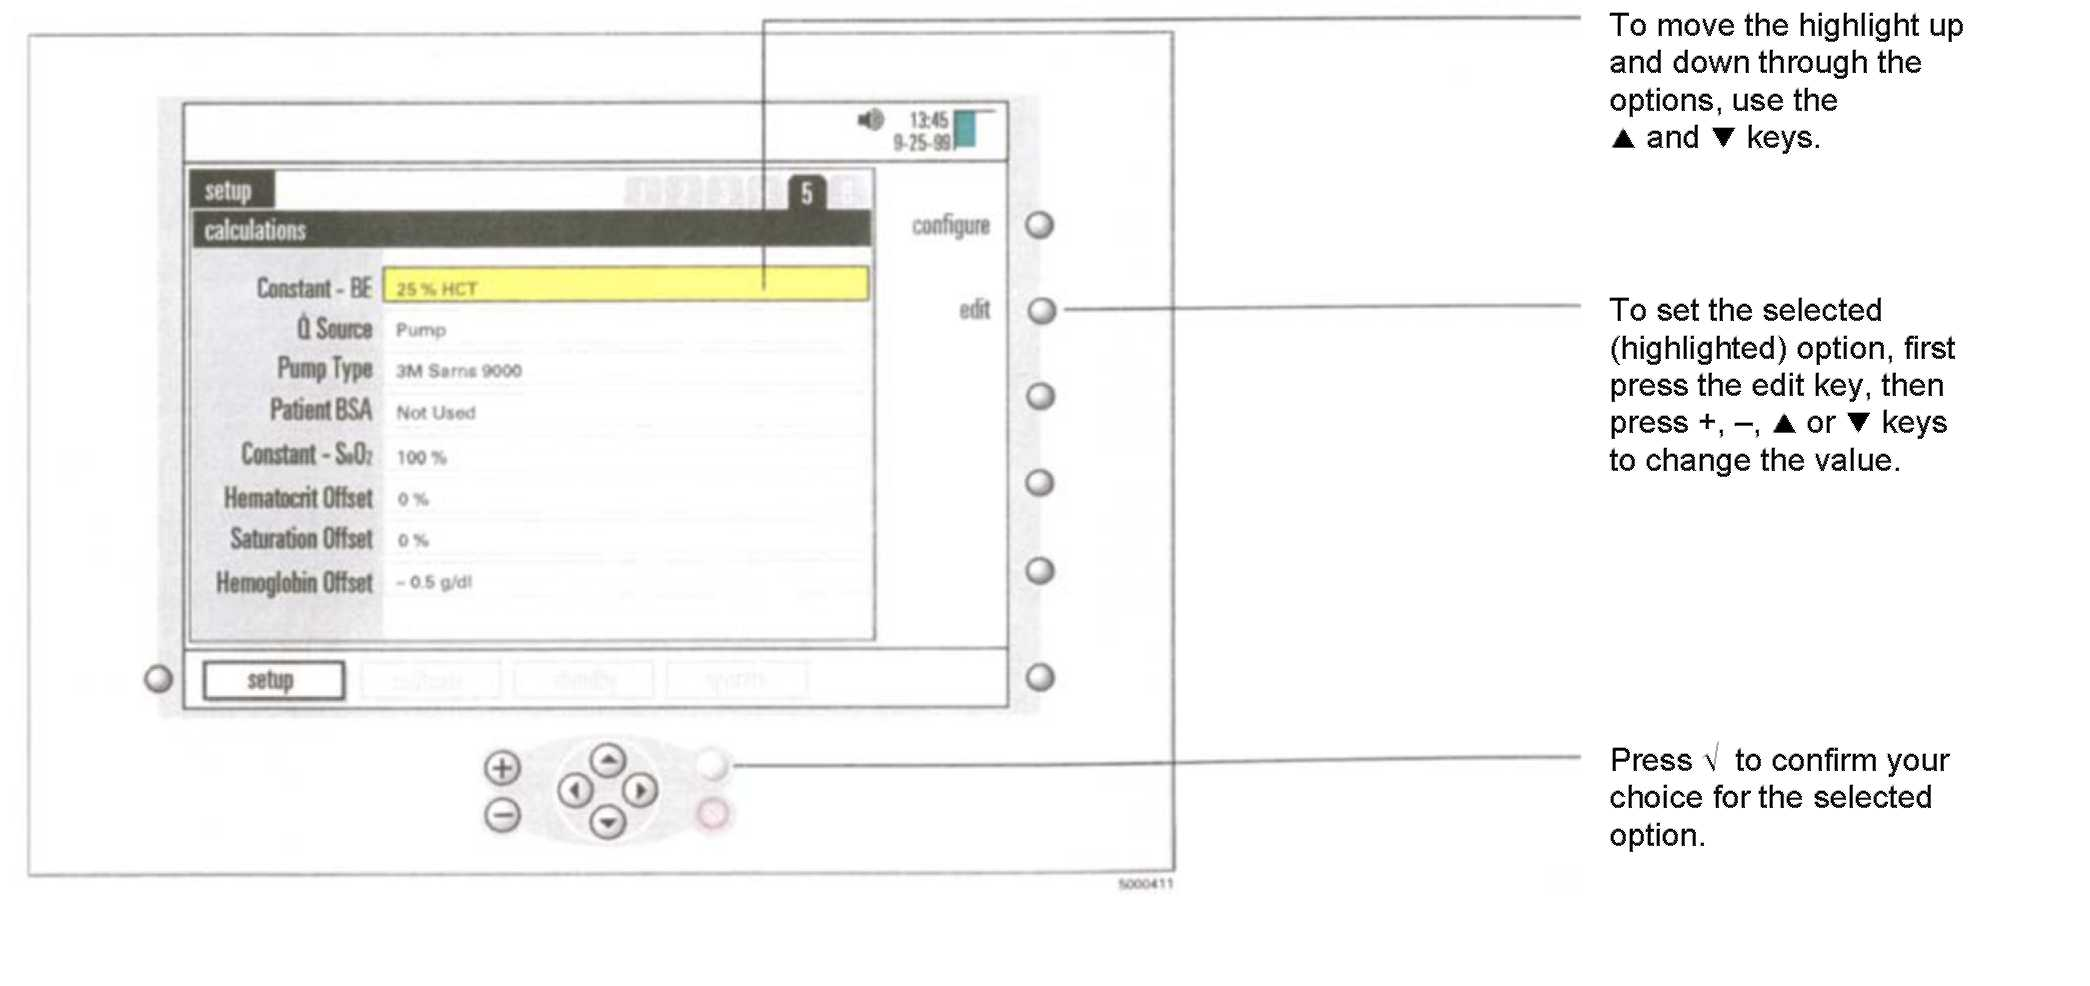 To move the highlight up
and down through the
options, use the
▲ and ▼ keys.
13:45
9-25-99
setup
5
calculations
configure
Constant - BE 25 % HCT
edit
Q̇ Source Pump
Pump Type 3M Sarns 9000
Patient BSA Not Used
Constant - SₐO₂ 100 %
Hematocrit Offset 0 %
Saturation Offset 0 %
Hemoglobin Offset – 0.5 g/dl
setup
To set the selected
(highlighted) option, first
press the edit key, then
press +, –, ▲ or ▼ keys
to change the value.
Press √ to confirm your
choice for the selected
option.
5000411